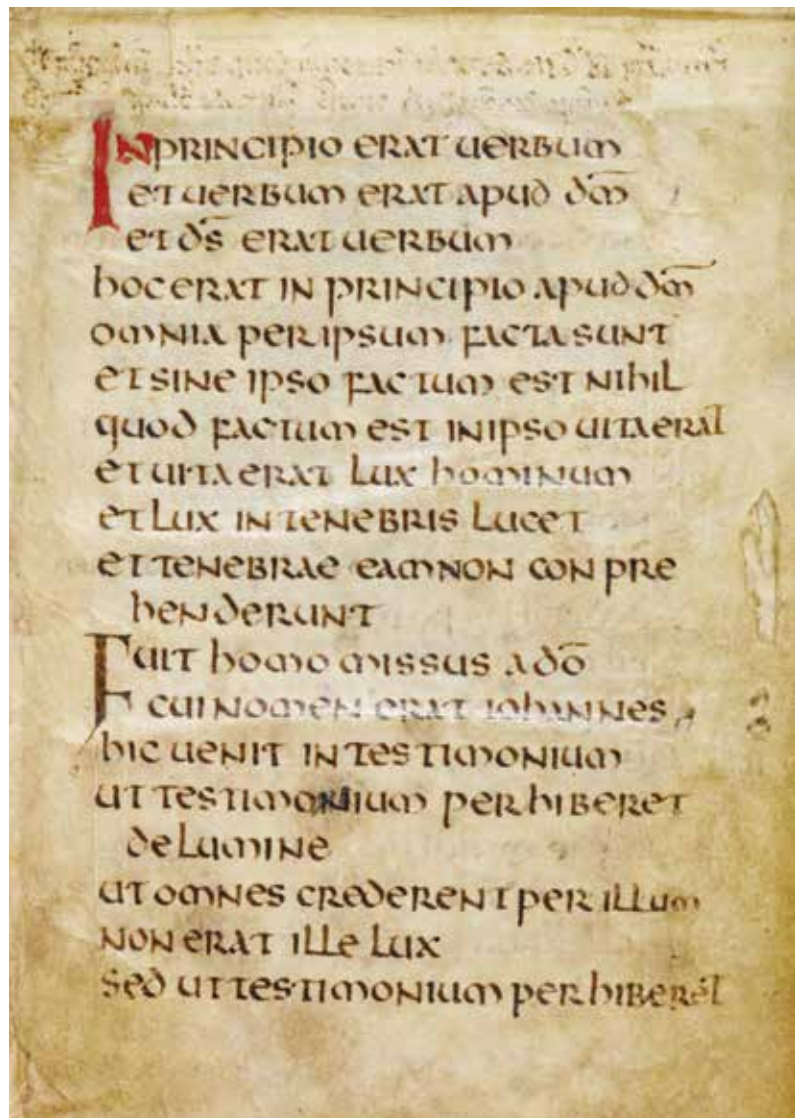 IN PRINCIPIO ERAT UERBUM
ET UERBUM ERAT APUD DM̅
ET DS̅ ERAT UERBUM
HOC ERAT IN PRINCIPIO APUD DM̅
OMNIA PER IPSUM FACTA SUNT
ET SINE IPSO FACTUM EST NIHIL
QUOD FACTUM EST IN IPSO UITA ERAT
ET UITA ERAT LUX HOMINUM
ET LUX IN TENEBRIS LUCET
ET TENEBRAE EAM NON CONPRE
HENDERUNT
FUIT HOMO MISSUS A DO̅
CUI NOMEN ERAT IOHANNES
HIC UENIT IN TESTIMONIUM
UT TESTIMONIUM PERHIBERET
DE LUMINE
UT OMNES CREDERENT PER ILLUM
NON ERAT ILLE LUX
SED UT TESTIMONIUM PERHIBERET